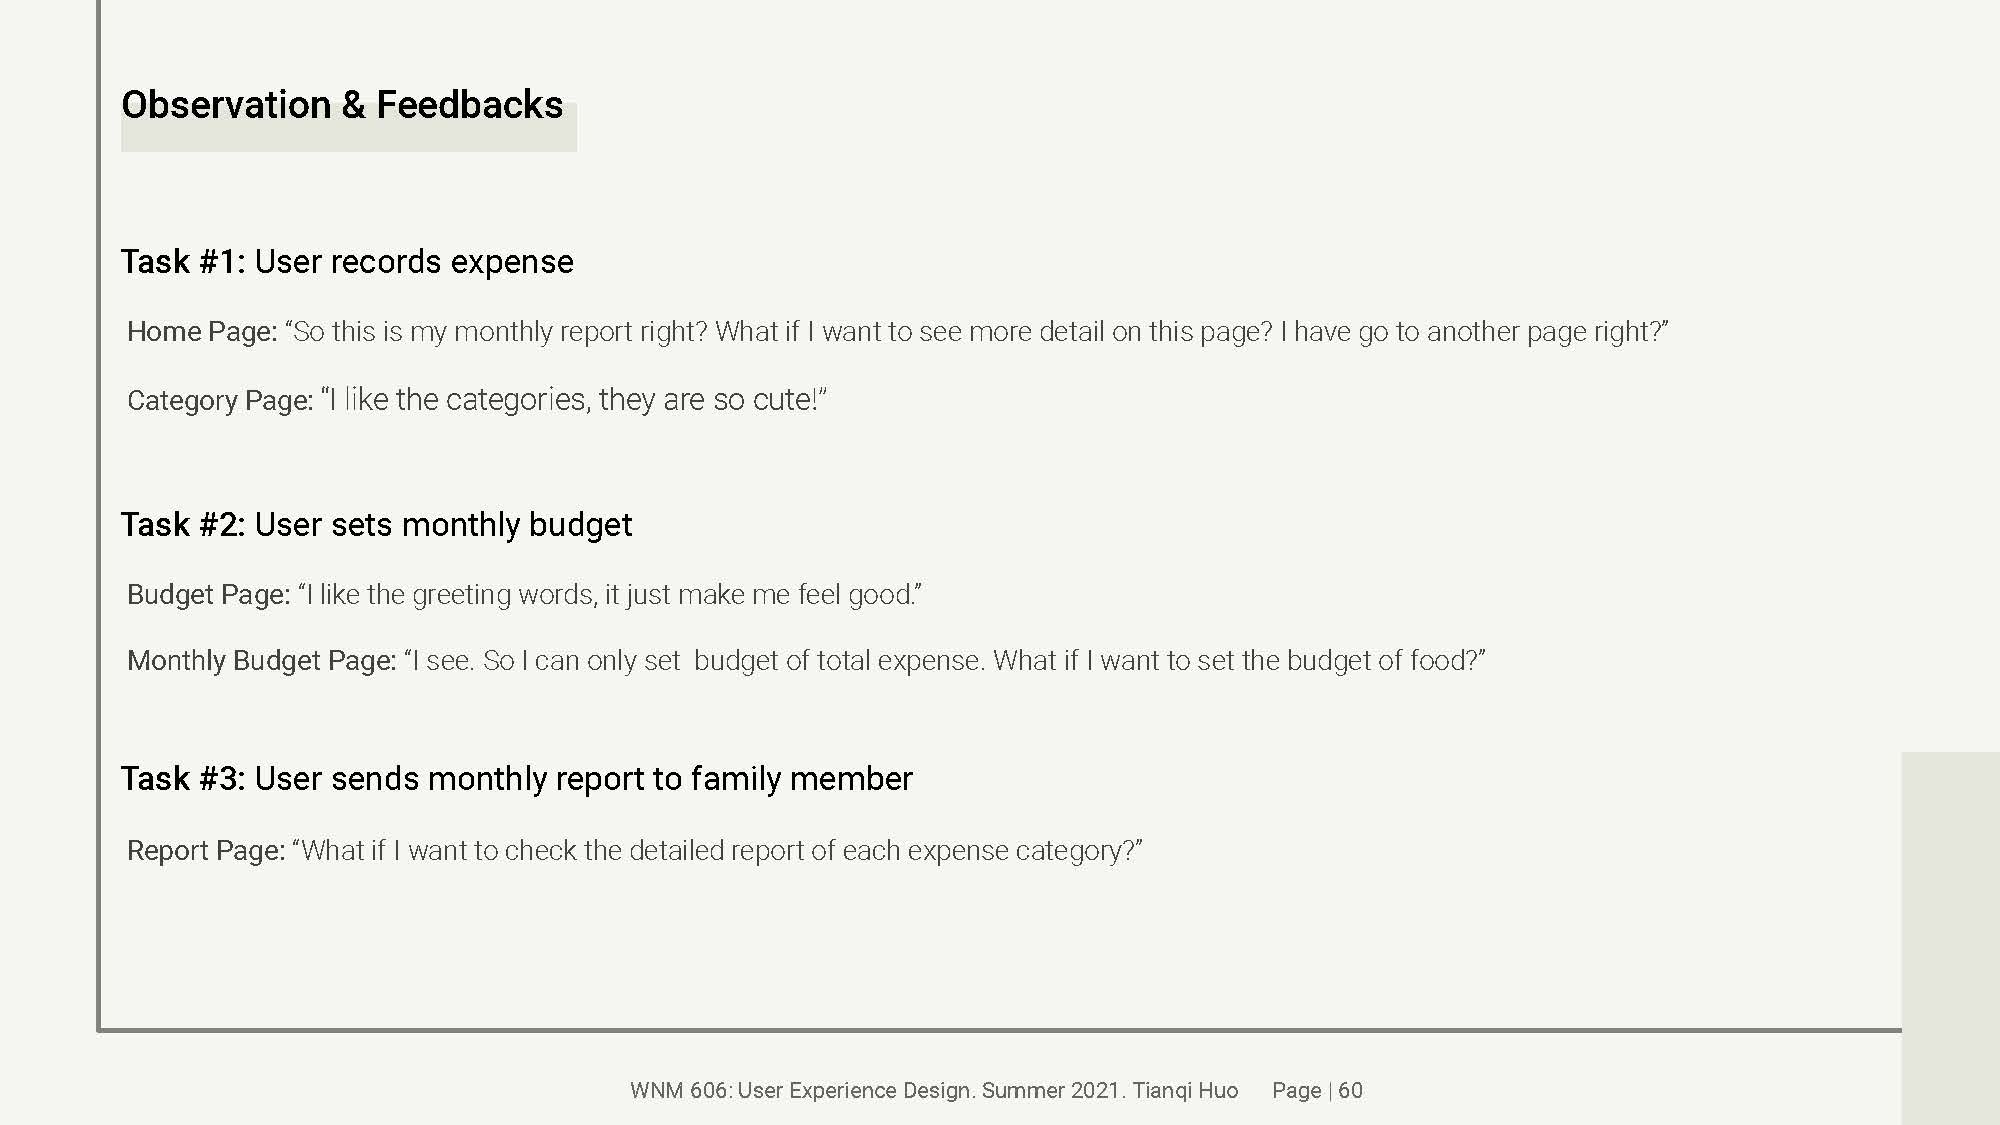 Observation & Feedbacks
Task #1: User records expense
Home Page: “So this is my monthly report right? What if I want to see more detail on this page? I have go to another page right?”
Category Page: “I like the categories, they are so cute!”
Task #2: User sets monthly budget
Budget Page: “I like the greeting words, it just make me feel good.”
Monthly Budget Page: “I see. So I can only set  budget of total expense. What if I want to set the budget of food?”
Task #3: User sends monthly report to family member
Report Page: “What if I want to check the detailed report of each expense category?”
WNM 606: User Experience Design. Summer 2021. Tianqi Huo Page | 60